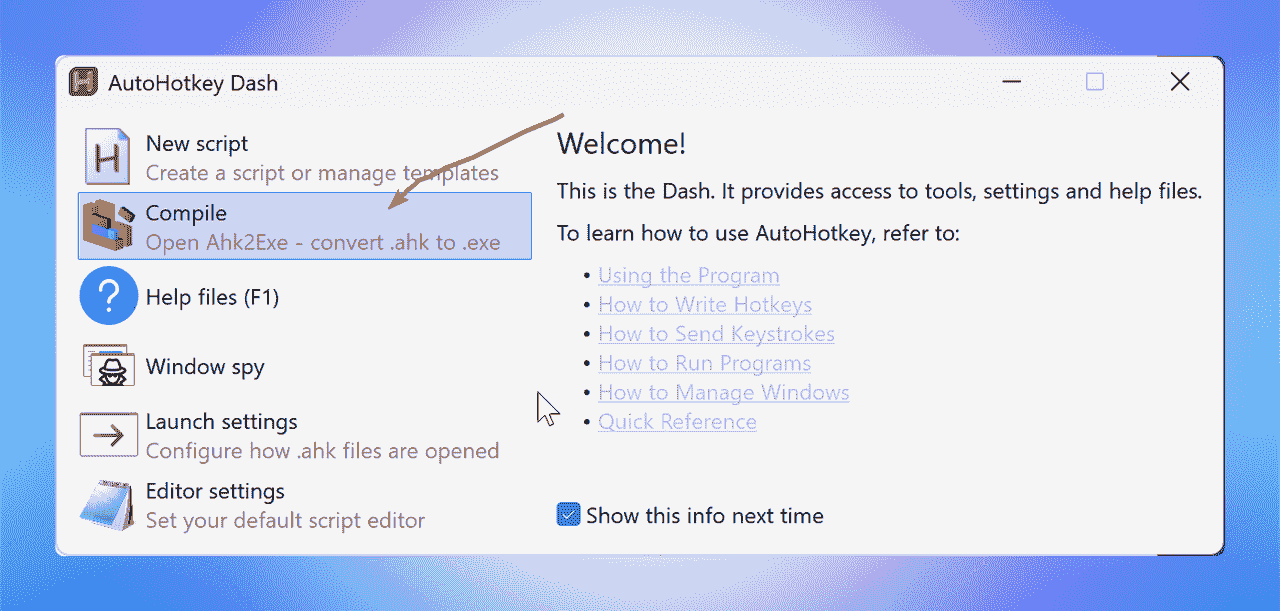 AutoHotkey Dash
New script
Create a script or manage templates
Compile
Open Ahk2Exe - convert .ahk to .exe
Help files (F1)
Window spy
Launch settings
Configure how .ahk files are opened
Editor settings
Set your default script editor
Welcome!
This is the Dash. It provides access to tools, settings and help files.
To learn how to use AutoHotkey, refer to:
• Using the Program
• How to Write Hotkeys
• How to Send Keystrokes
• How to Run Programs
• How to Manage Windows
• Quick Reference
Show this info next time